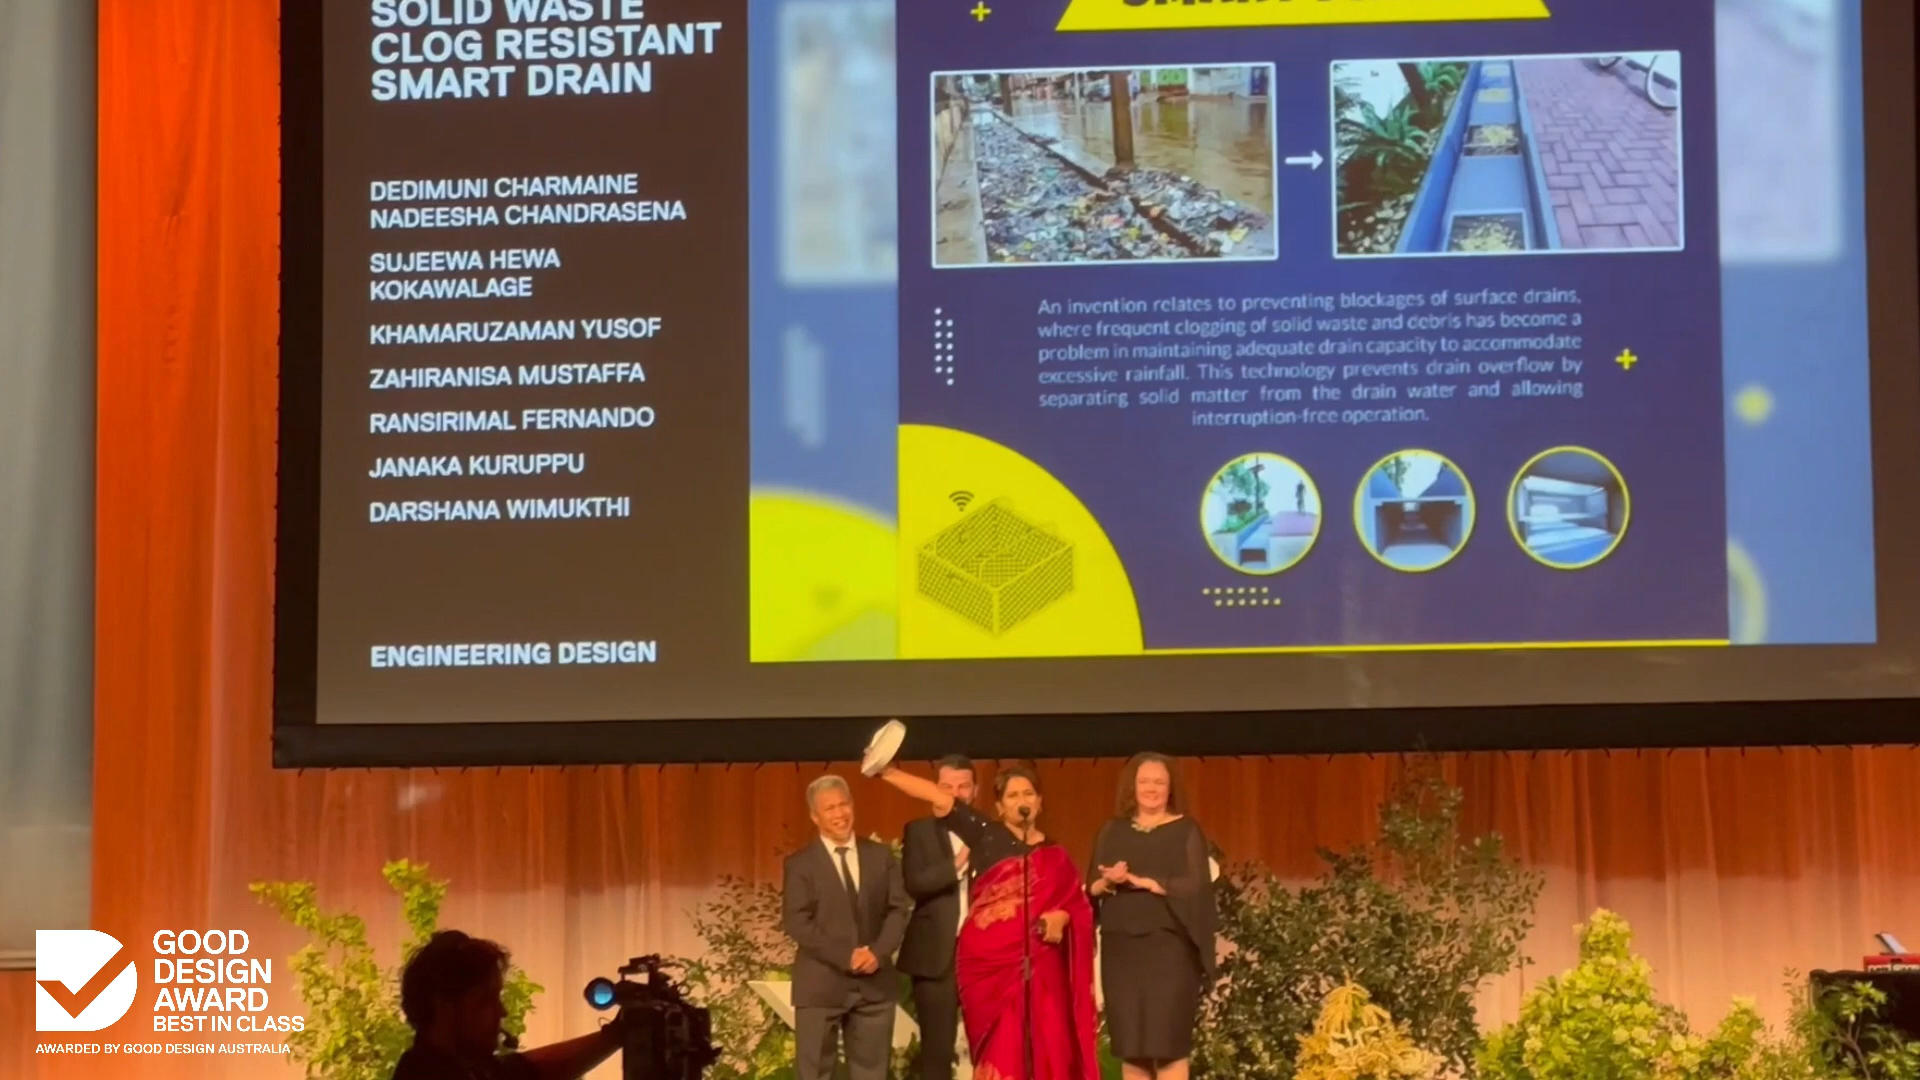 SOLID WASTE
CLOG RESISTANT
SMART DRAIN
DEDIMUNI CHARMAINE
NADEESHA CHANDRASENA
SUJEEWA HEWA
KOKAWALAGE
KHAMARUZAMAN YUSOF
ZAHIRANISA MUSTAFFA
RANSIRIMAL FERNANDO
JANAKA KURUPPU
DARSHANA WIMUKTHI
ENGINEERING DESIGN
An invention relates to preventing blockages of surface drains,
where frequent clogging of solid waste and debris has become a
problem in maintaining adequate drain capacity to accommodate
excessive rainfall. This technology prevents drain overflow by
separating solid matter from the drain water and allowing
interruption-free operation.
GOOD
DESIGN
AWARD
BEST IN CLASS
AWARDED BY GOOD DESIGN AUSTRALIA